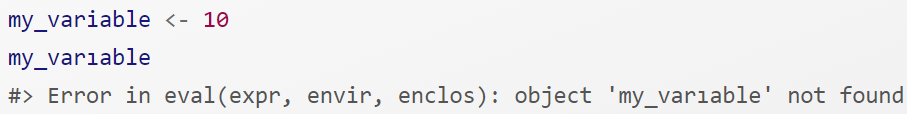 my_variable <- 10
my_varıable
#> Error in eval(expr, envir, enclos): object 'my_varıable' not found